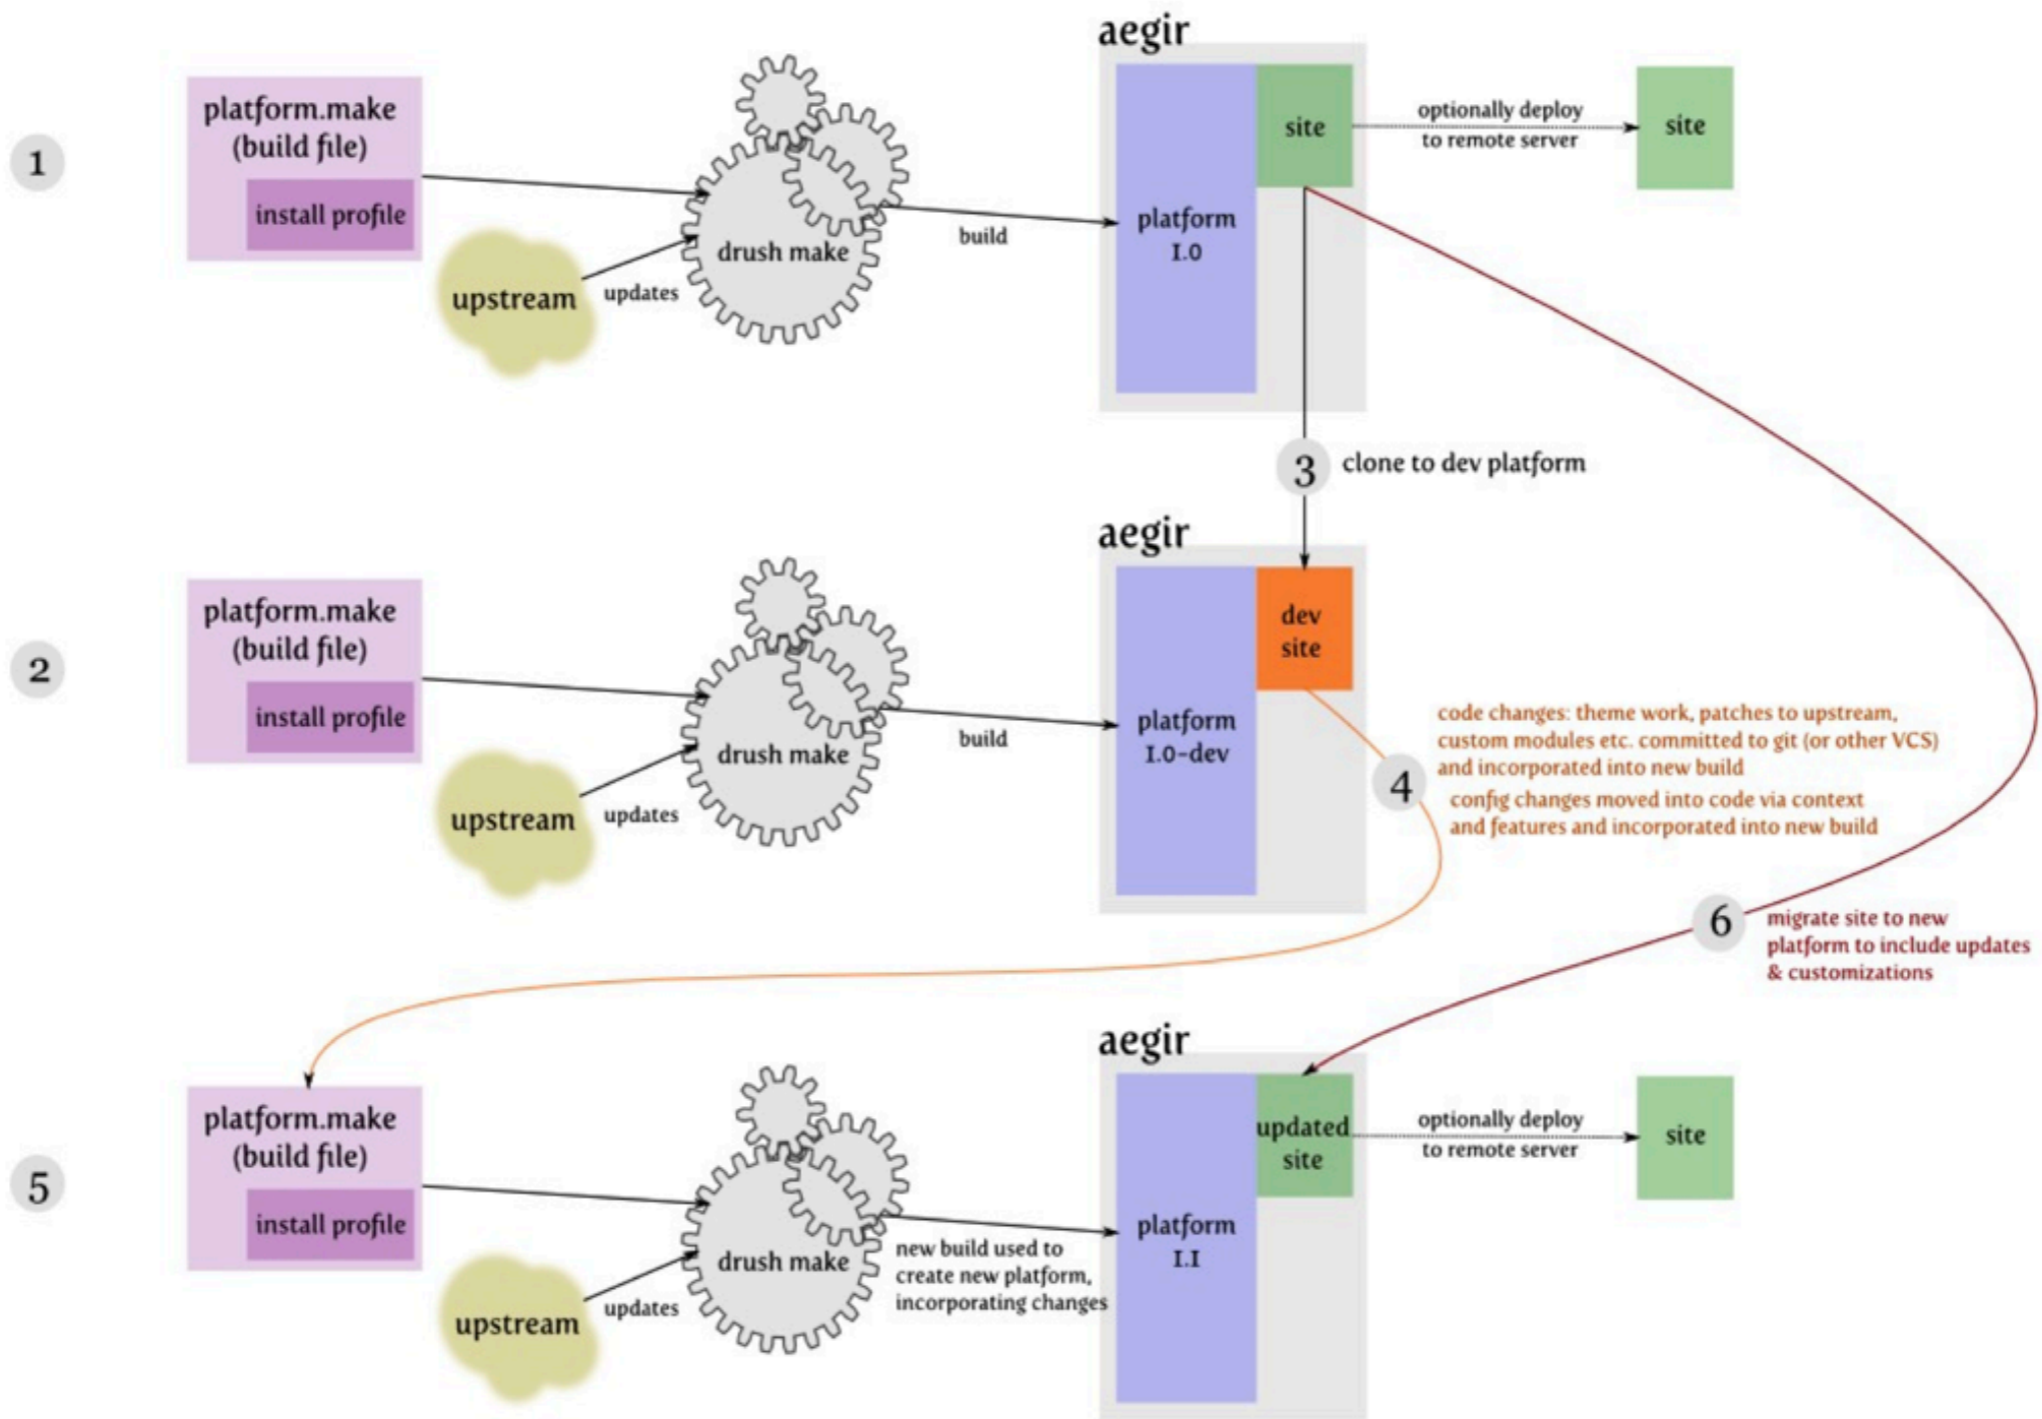 aegir
platform.make
(build file)
install profile
1
upstream
updates
drush make
build
platform
1.0
site
optionally deploy
to remote server
site
3
clone to dev platform
aegir
2
platform.make
(build file)
install profile
upstream
updates
drush make
build
platform
1.0-dev
dev
site
4
code changes: theme work, patches to upstream,
custom modules etc. committed to git (or other VCS)
and incorporated into new build
config changes moved into code via context
and features and incorporated into new build
6
migrate site to new
platform to include updates
& customizations
aegir
5
platform.make
(build file)
install profile
upstream
updates
drush make
new build used to
create new platform,
incorporating changes
platform
1.1
updated
site
optionally deploy
to remote server
site